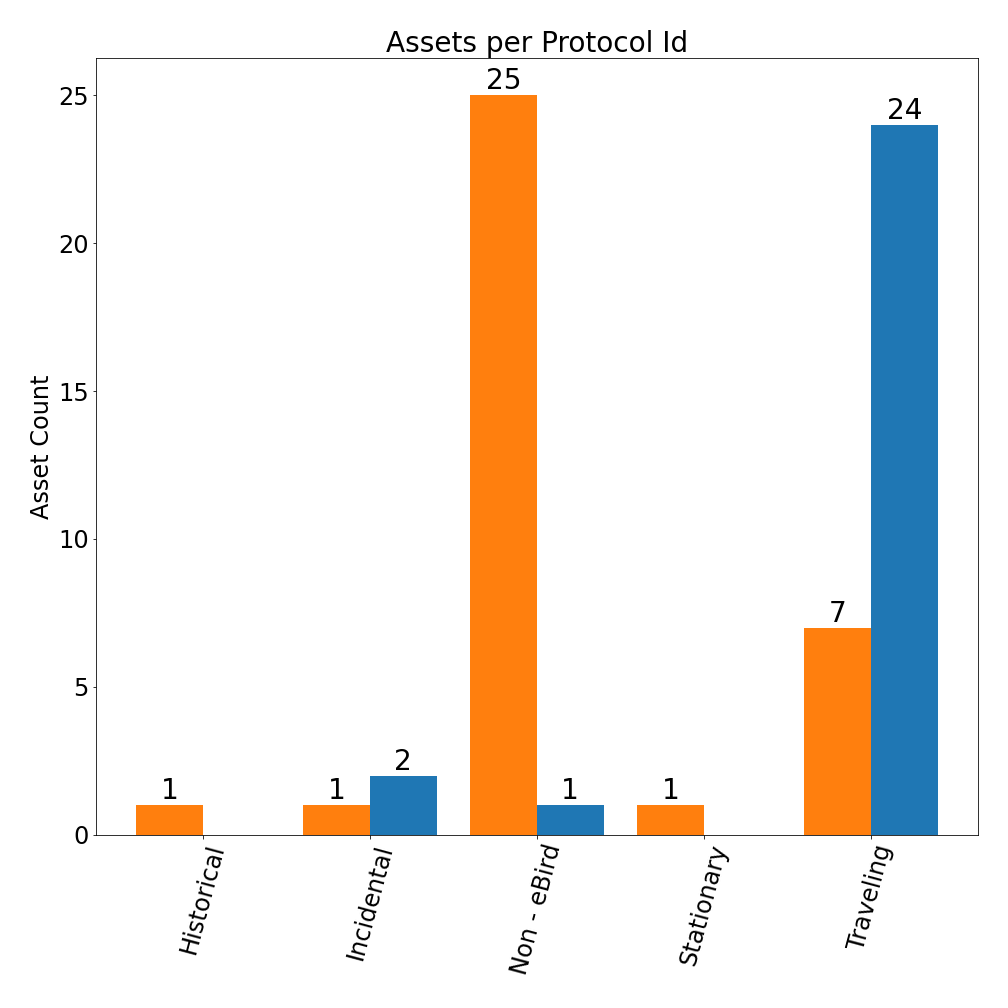 Assets per Protocol Id
Asset Count
25
20
15
10
5
0
1
1
2
25
1
1
7
24
Historical
Incidental
Non - eBird
Stationary
Traveling